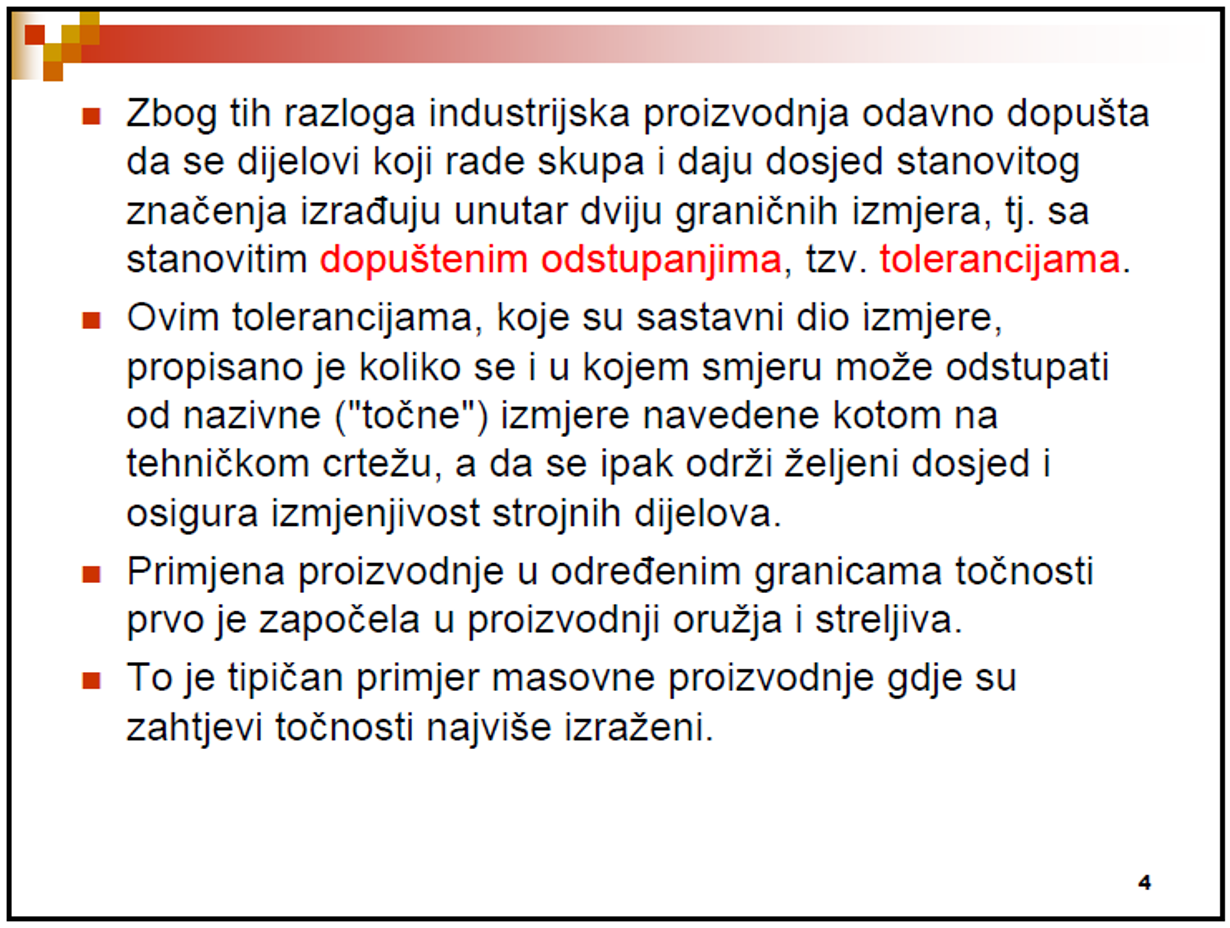 Zbog tih razloga industrijska proizvodnja odavno dopušta
da se dijelovi koji rade skupa i daju dosjed stanovitog
značenja izrađuju unutar dviju graničnih izmjera, tj. sa
stanovitim dopuštenim odstupanjima, tzv. tolerancijama.
Ovim tolerancijama, koje su sastavni dio izmjere,
propisano je koliko se i u kojem smjeru može odstupati
od nazivne ("točne") izmjere navedene kotom na
tehničkom crtežu, a da se ipak održi željeni dosjed i
osigura izmjenjivost strojnih dijelova.
Primjena proizvodnje u određenim granicama točnosti
prvo je započela u proizvodnji oružja i streljiva.
To je tipičan primjer masovne proizvodnje gdje su
zahtjevi točnosti najviše izraženi.
4